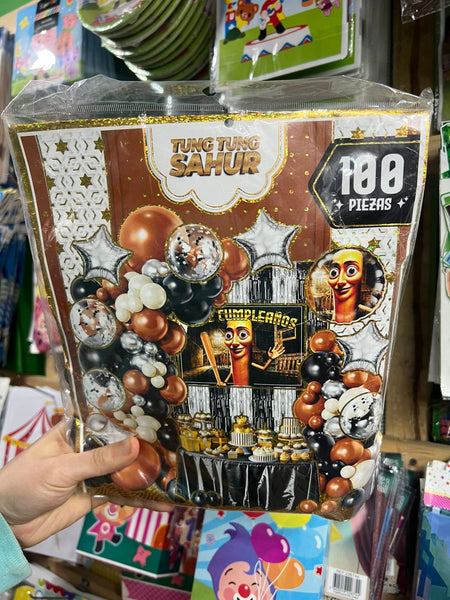 TUNG TUNG
SAHUR
100
PIEZAS
CUMPLEAÑOS